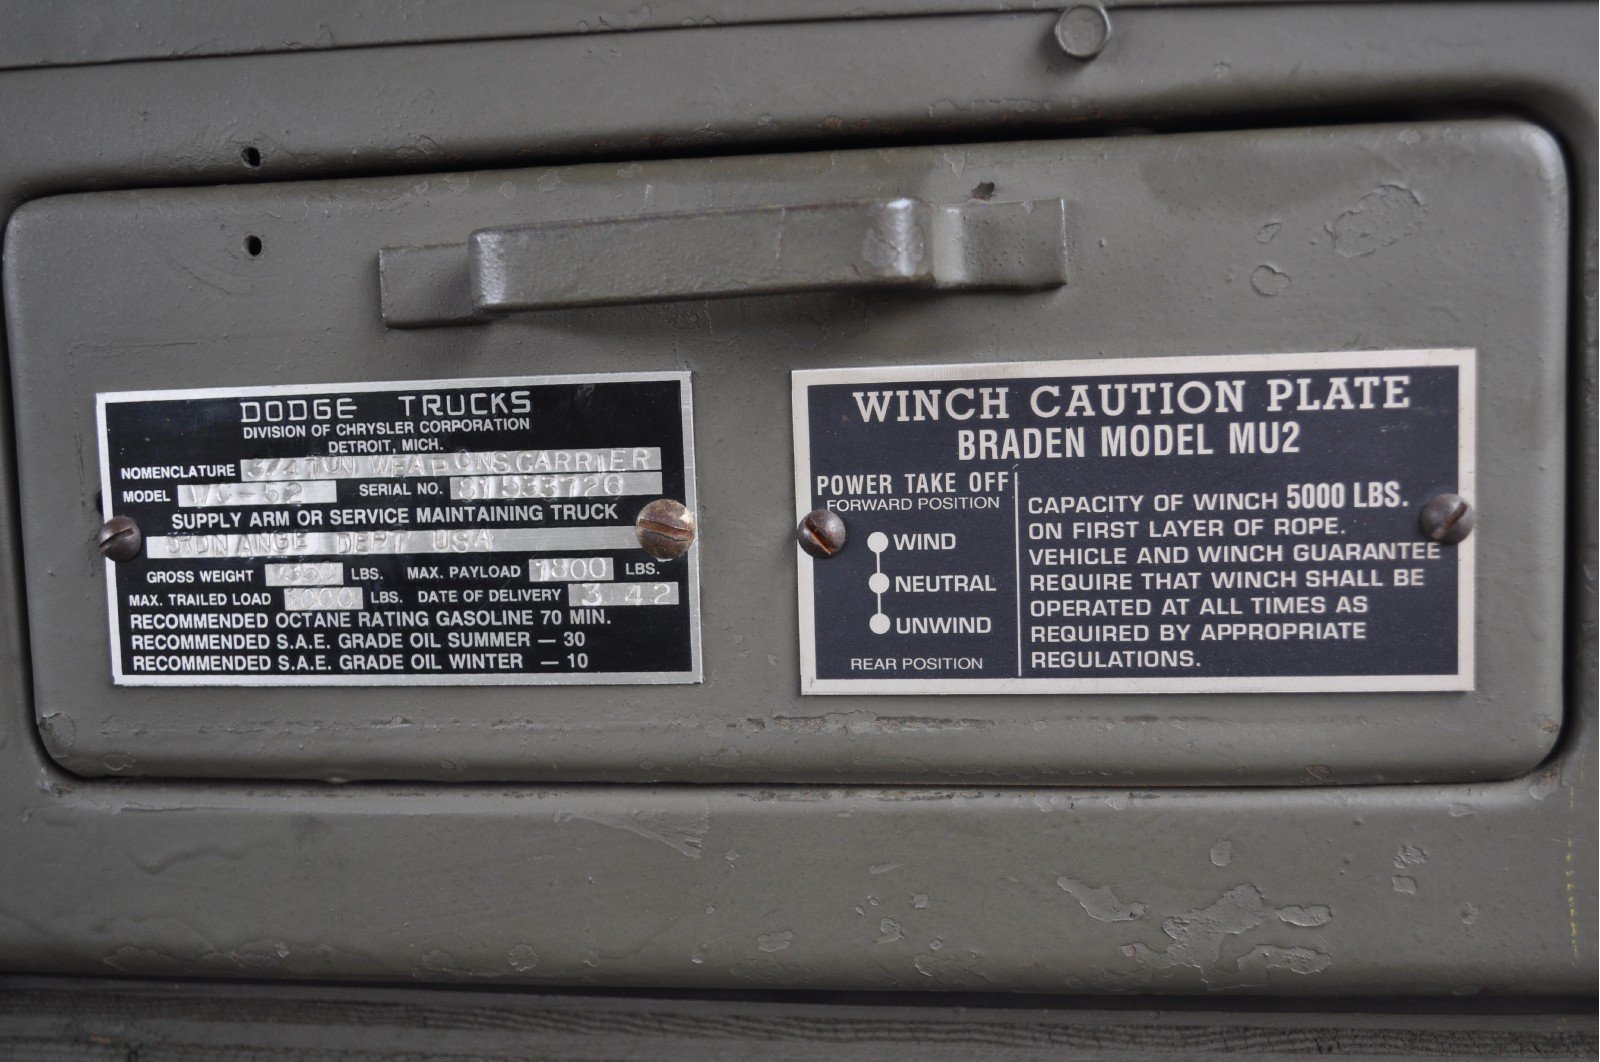 DODGE TRUCKS
DIVISION OF CHRYSLER CORPORATION
DETROIT, MICH.
NOMENCLATURE 3/4TON WEAPONS CARRIER
MODEL WC-52 SERIAL NO. 81533726
SUPPLY ARM OR SERVICE MAINTAINING TRUCK
ORDNANCE DEPT USA
GROSS WEIGHT LBS. MAX. PAYLOAD 1800 LBS.
MAX. TRAILED LOAD 1000 LBS. DATE OF DELIVERY 3 42
RECOMMENDED OCTANE RATING GASOLINE 70 MIN.
RECOMMENDED S.A.E. GRADE OIL SUMMER — 30
RECOMMENDED S.A.E. GRADE OIL WINTER — 10
WINCH CAUTION PLATE
BRADEN MODEL MU2
POWER TAKE OFF
FORWARD POSITION
WIND
NEUTRAL
UNWIND
REAR POSITION
CAPACITY OF WINCH 5000 LBS.
ON FIRST LAYER OF ROPE.
VEHICLE AND WINCH GUARANTEE
REQUIRE THAT WINCH SHALL BE
OPERATED AT ALL TIMES AS
REQUIRED BY APPROPRIATE
REGULATIONS.